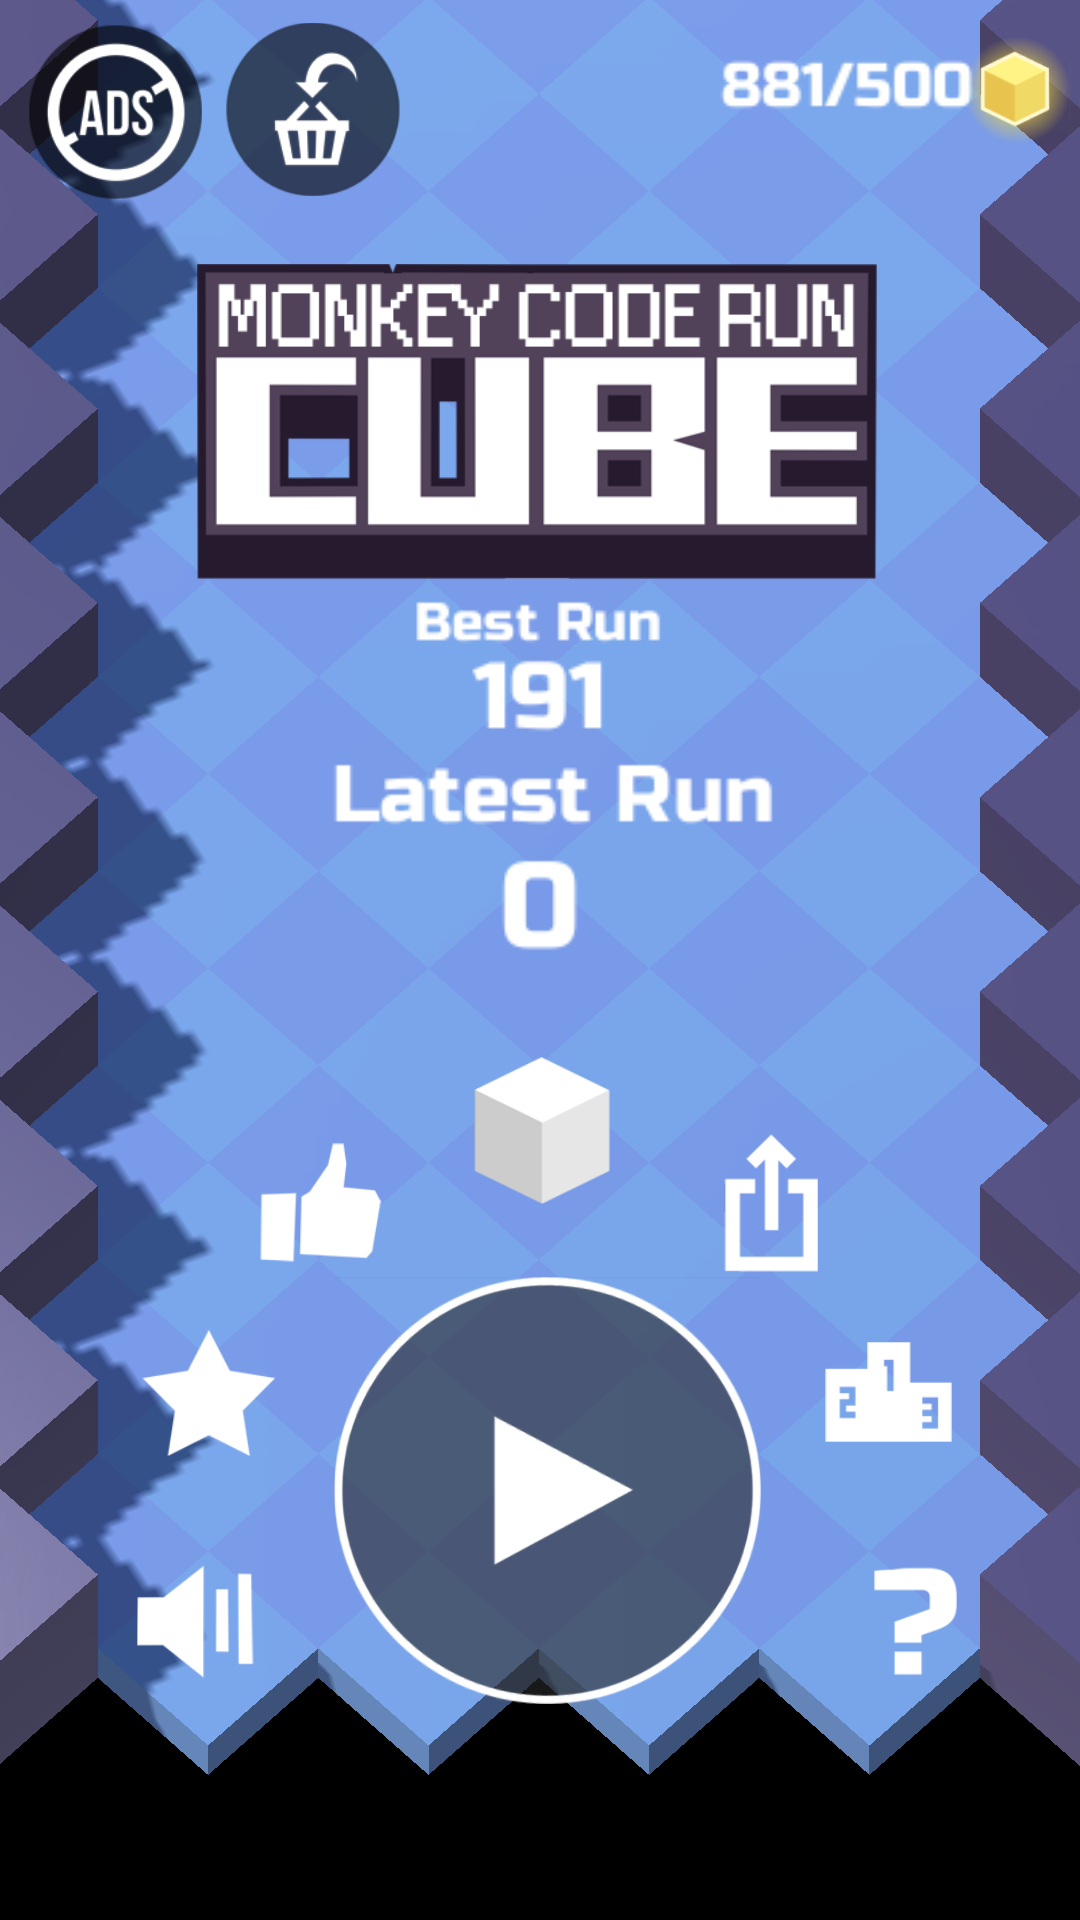 ADS
881/500
MONKEY CODE RUN
CUBE
Best Run
191
Latest Run
0
2 1 3
?